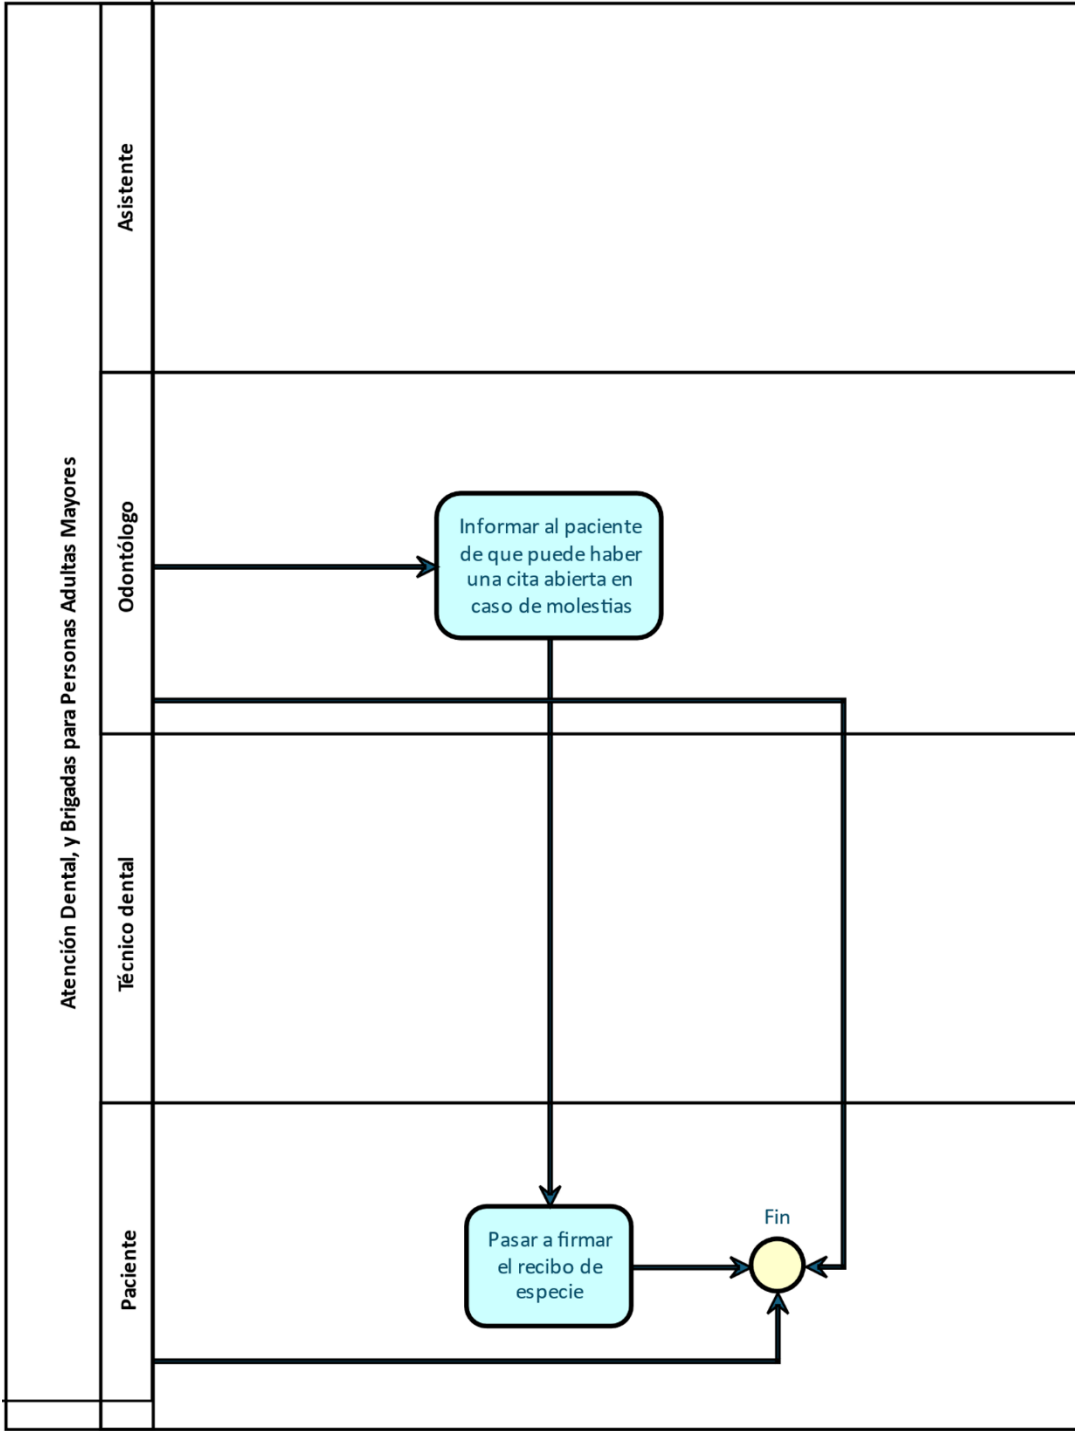 Atención Dental, y Brigadas para Personas Adultas Mayores
Asistente
Odontólogo
Informar al paciente
de que puede haber
una cita abierta en
caso de molestias
Técnico dental
Paciente
Pasar a firmar
el recibo de
especie
Fin